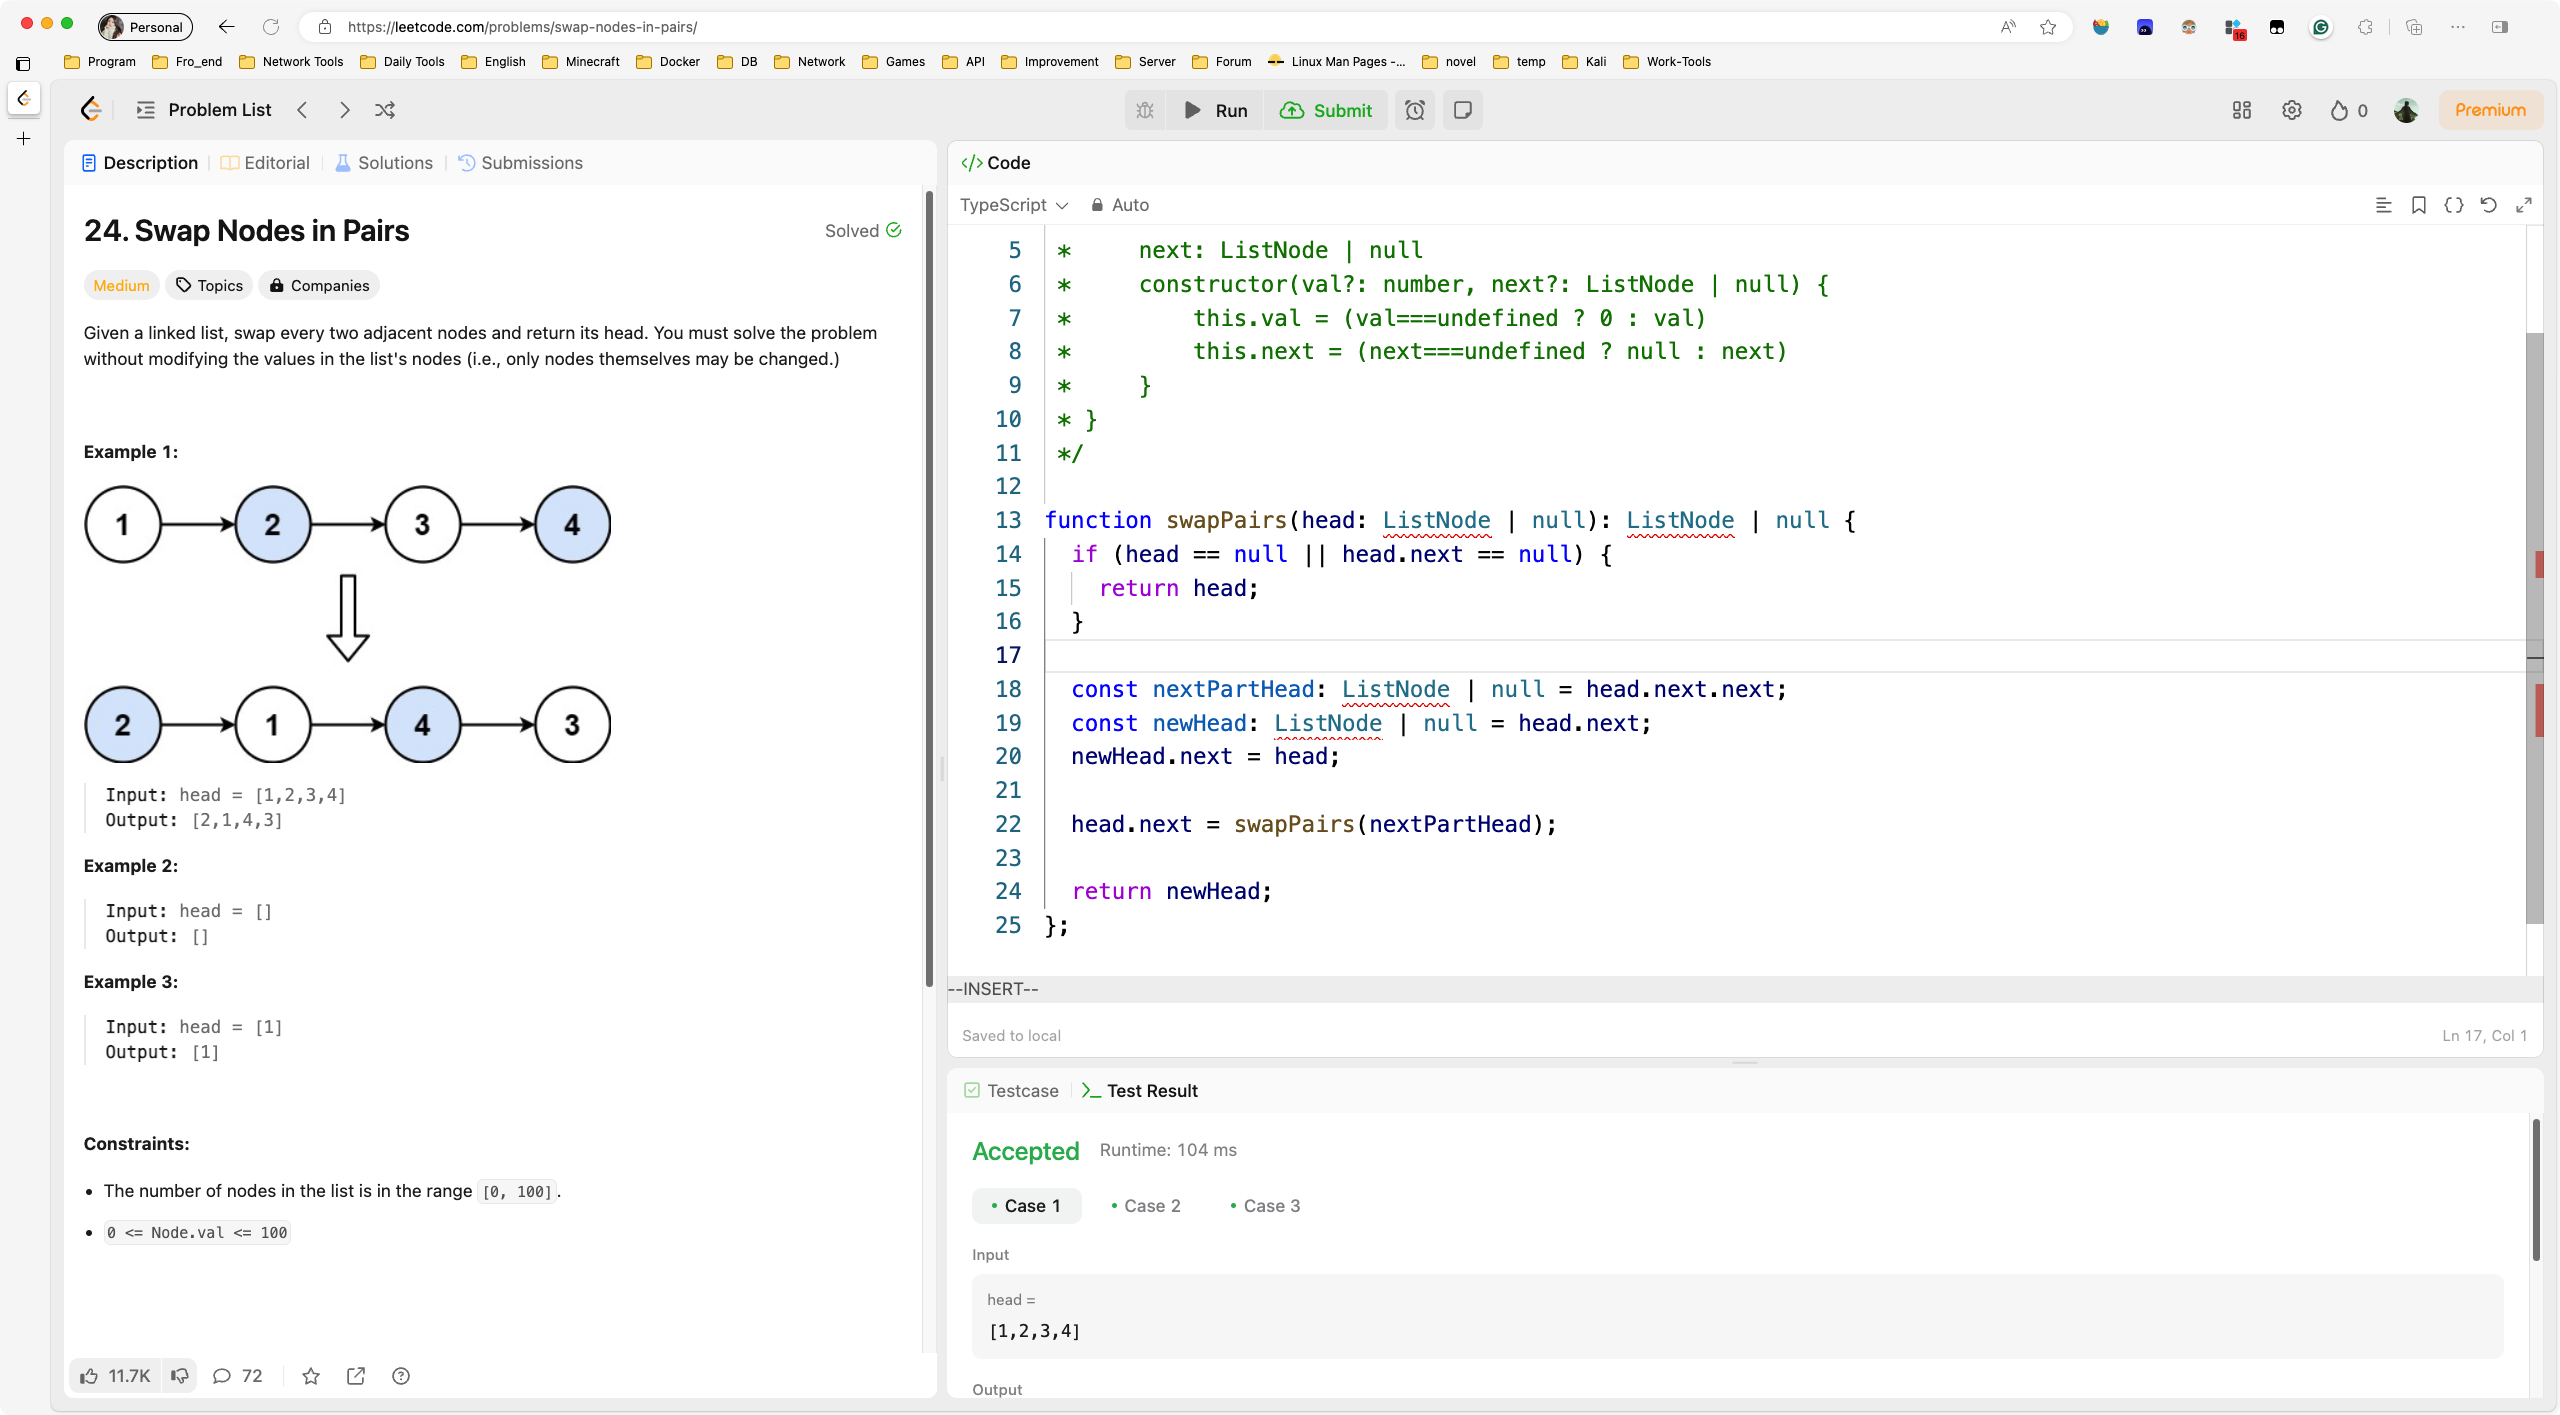 Personal
https://leetcode.com/problems/swap-nodes-in-pairs/
16
Program Fro_end Network Tools Daily Tools English Minecraft Docker DB Network Games API Improvement Server Forum Linux Man Pages -... novel temp Kali Work-Tools
Problem List
Run Submit
0 Premium
Description Editorial Solutions Submissions
24. Swap Nodes in Pairs
Solved
Medium Topics Companies
Given a linked list, swap every two adjacent nodes and return its head. You must solve the problem
without modifying the values in the list's nodes (i.e., only nodes themselves may be changed.)
Example 1:
1 2 3 4
2 1 4 3
Input: head = [1,2,3,4]
Output: [2,1,4,3]
Example 2:
Input: head = []
Output: []
Example 3:
Input: head = [1]
Output: [1]
Constraints:
• The number of nodes in the list is in the range [0, 100].
• 0 <= Node.val <= 100
11.7K 72
</> Code
TypeScript Auto
5 * next: ListNode | null
6 * constructor(val?: number, next?: ListNode | null) {
7 * this.val = (val===undefined ? 0 : val)
8 * this.next = (next===undefined ? null : next)
9 * }
10 * }
11 */
12
13 function swapPairs(head: ListNode | null): ListNode | null {
14 if (head == null || head.next == null) {
15 return head;
16 }
17
18 const nextPartHead: ListNode | null = head.next.next;
19 const newHead: ListNode | null = head.next;
20 newHead.next = head;
21
22 head.next = swapPairs(nextPartHead);
23
24 return newHead;
25 };
--INSERT--
Saved to local
Ln 17, Col 1
Testcase >_ Test Result
Accepted Runtime: 104 ms
• Case 1 • Case 2 • Case 3
Input
head =
[1,2,3,4]
Output